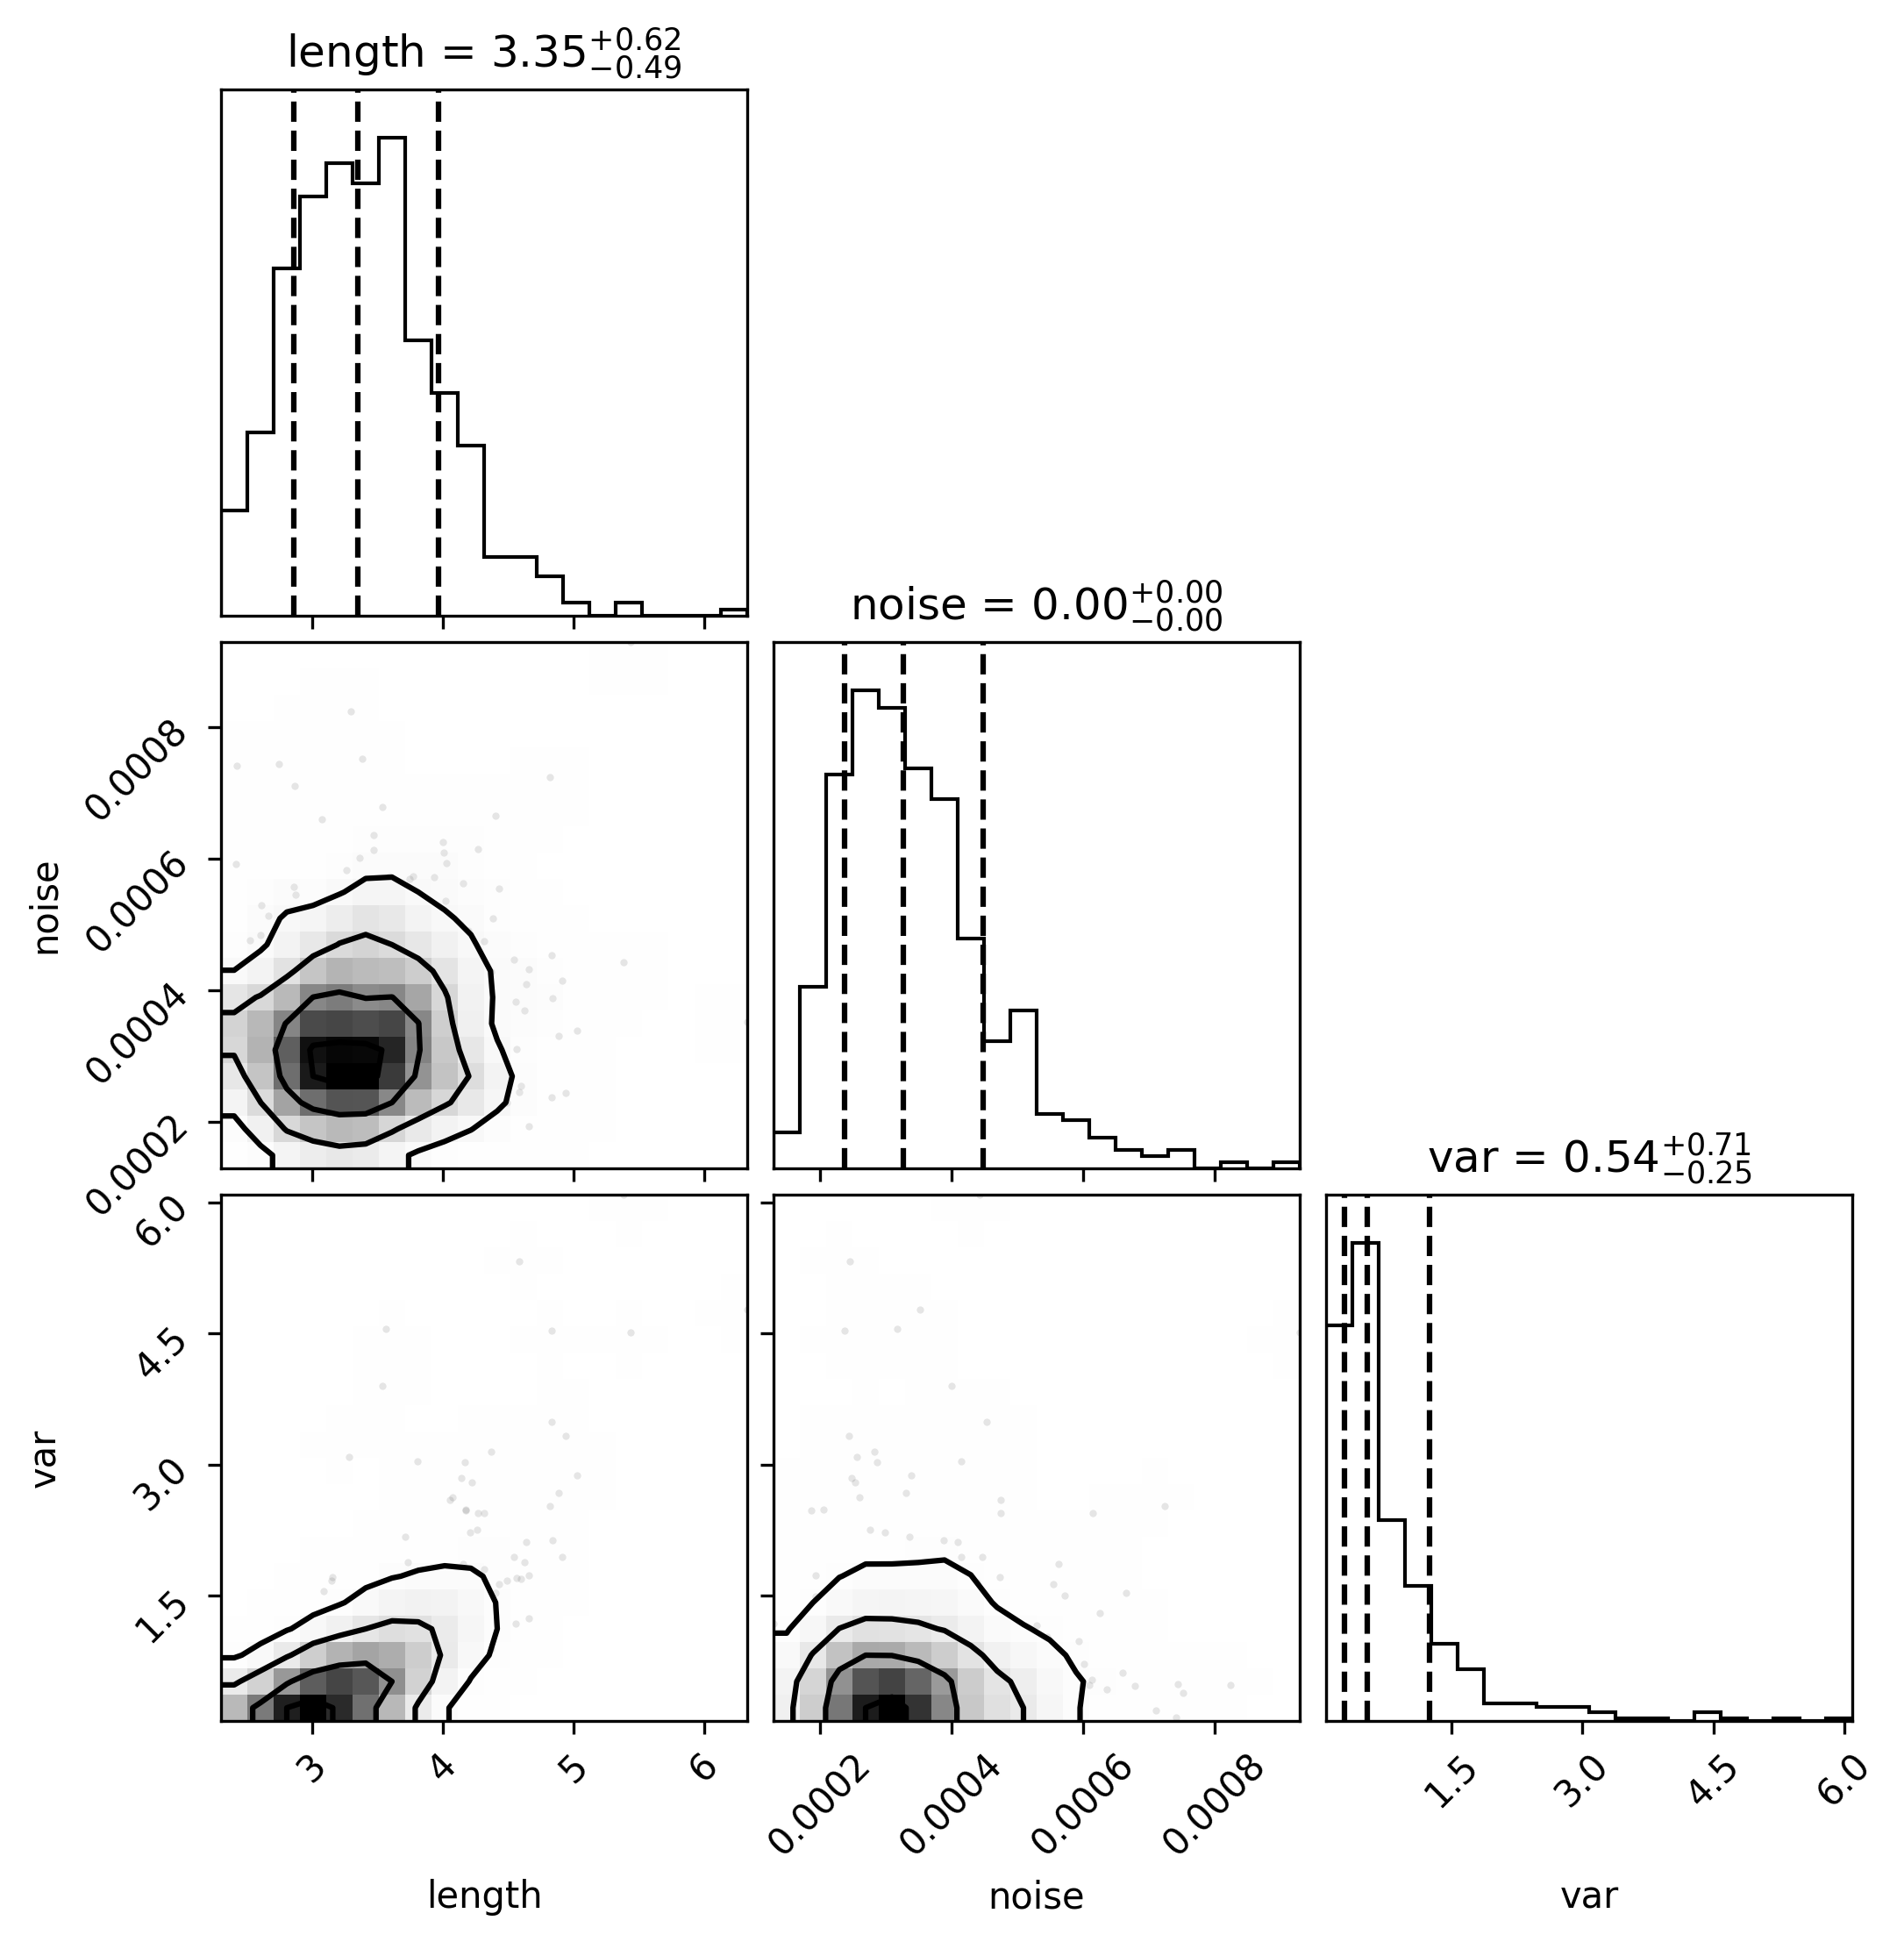 length = 3.35 +0.62 −0.49
noise = 0.00 +0.00 −0.00
noise
0.0008
0.0006
0.0004
0.0002
var = 0.54 +0.71 −0.25
var
6.0
4.5
3.0
1.5
3 4 5 6
0.0002 0.0004 0.0006 0.0008
1.5 3.0 4.5 6.0
length noise var